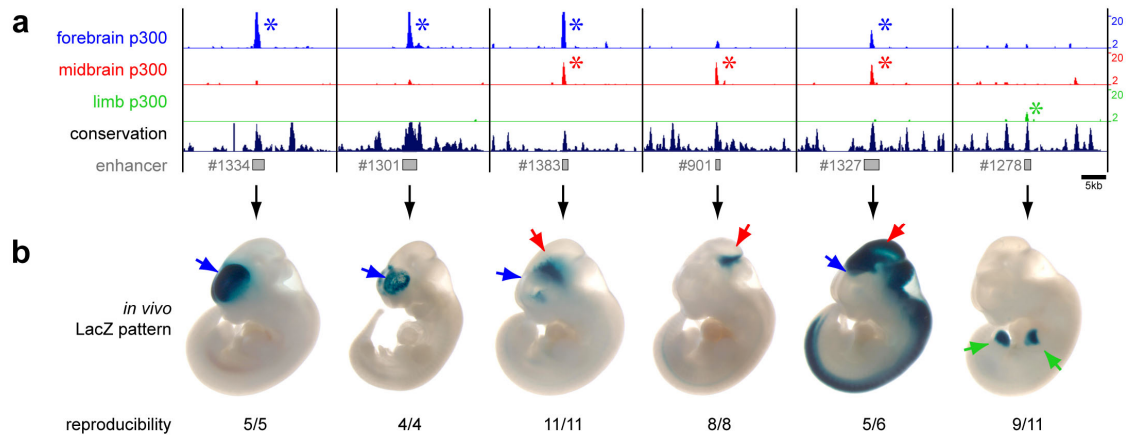 a
forebrain p300 * * * * 20 2
midbrain p300 * * * 20 2
limb p300 * 20 2
conservation
enhancer #1334 #1301 #1383 #901 #1327 #1278
5kb
b
in vivo
LacZ pattern
reproducibility 5/5 4/4 11/11 8/8 5/6 9/11